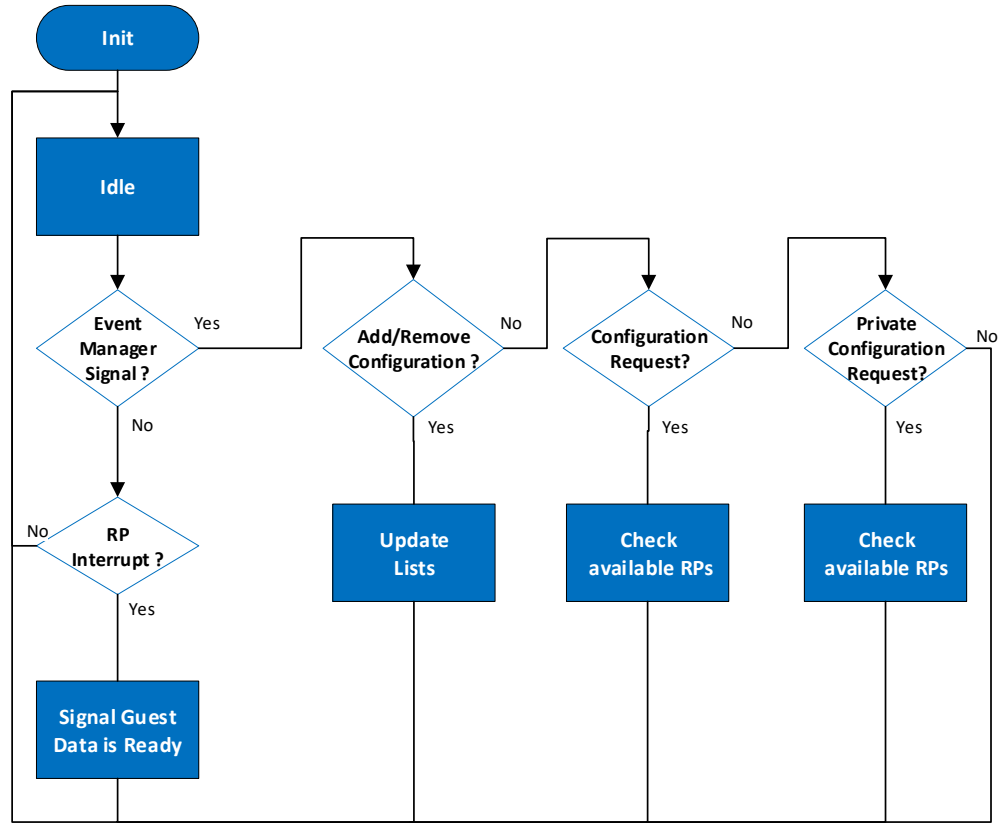 Init
Idle
Event
Manager
Signal ?
Yes
No
Add/Remove
Configuration ?
No
Yes
Configuration
Request?
No
Yes
Private
Configuration
Request?
No
Yes
RP
Interrupt ?
No
Yes
Update
Lists
Check
available RPs
Check
available RPs
Signal Guest
Data is Ready